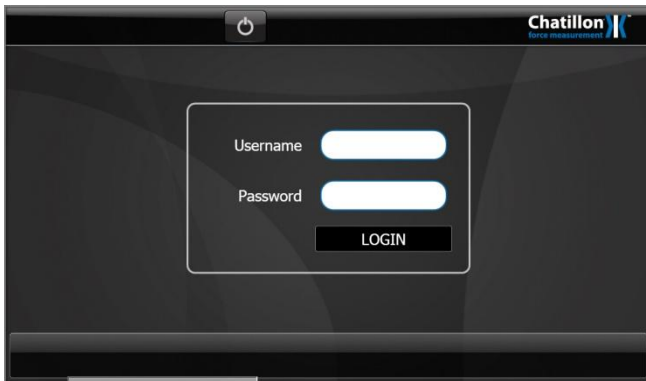 Chatillon
force measurement
Username
Password
LOGIN